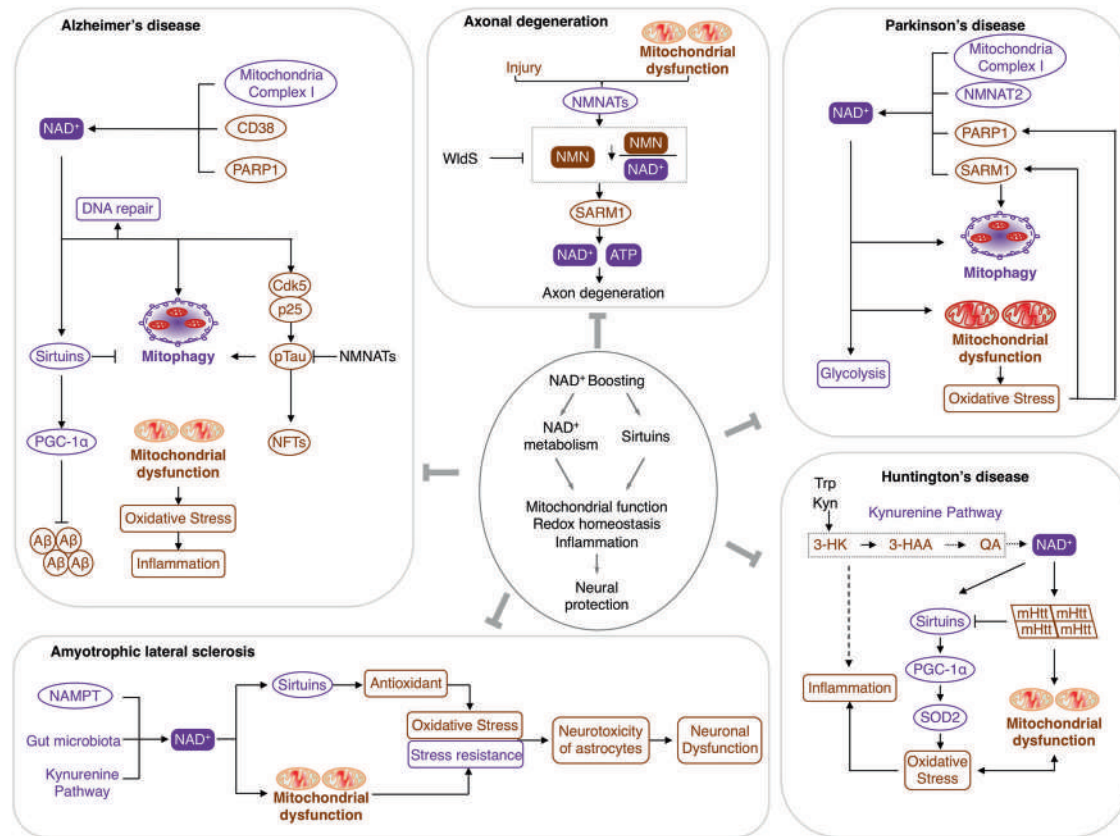 Alzheimer's disease
Mitochondria
Complex I
NAD⁺
CD38
PARP1
DNA repair
Cdk5
p25
Sirtuins
Mitophagy
pTau
NMNATs
PGC-1α
NFTs
Mitochondrial
dysfunction
Oxidative Stress
Inflammation
Aβ
Aβ
Aβ
Aβ
Axonal degeneration
Mitochondrial
dysfunction
Injury
NMNATs
WldS
NMN
NMN
NAD⁺
SARM1
NAD⁺
ATP
Axon degeneration
Parkinson's disease
Mitochondria
Complex I
NMNAT2
NAD⁺
PARP1
SARM1
Mitophagy
Mitochondrial
dysfunction
Glycolysis
Oxidative Stress
NAD⁺ Boosting
NAD⁺
metabolism
Sirtuins
Mitochondrial function
Redox homeostasis
Inflammation
Neural
protection
Huntington's disease
Trp
Kyn
Kynurenine Pathway
3-HK
3-HAA
QA
NAD⁺
Sirtuins
mHtt
mHtt
mHtt
mHtt
PGC-1α
Inflammation
SOD2
Mitochondrial
dysfunction
Oxidative
Stress
Amyotrophic lateral sclerosis
NAMPT
Gut microbiota
Kynurenine
Pathway
NAD⁺
Sirtuins
Antioxidant
Oxidative Stress
Stress resistance
Mitochondrial
dysfunction
Neurotoxicity
of astrocytes
Neuronal
Dysfunction